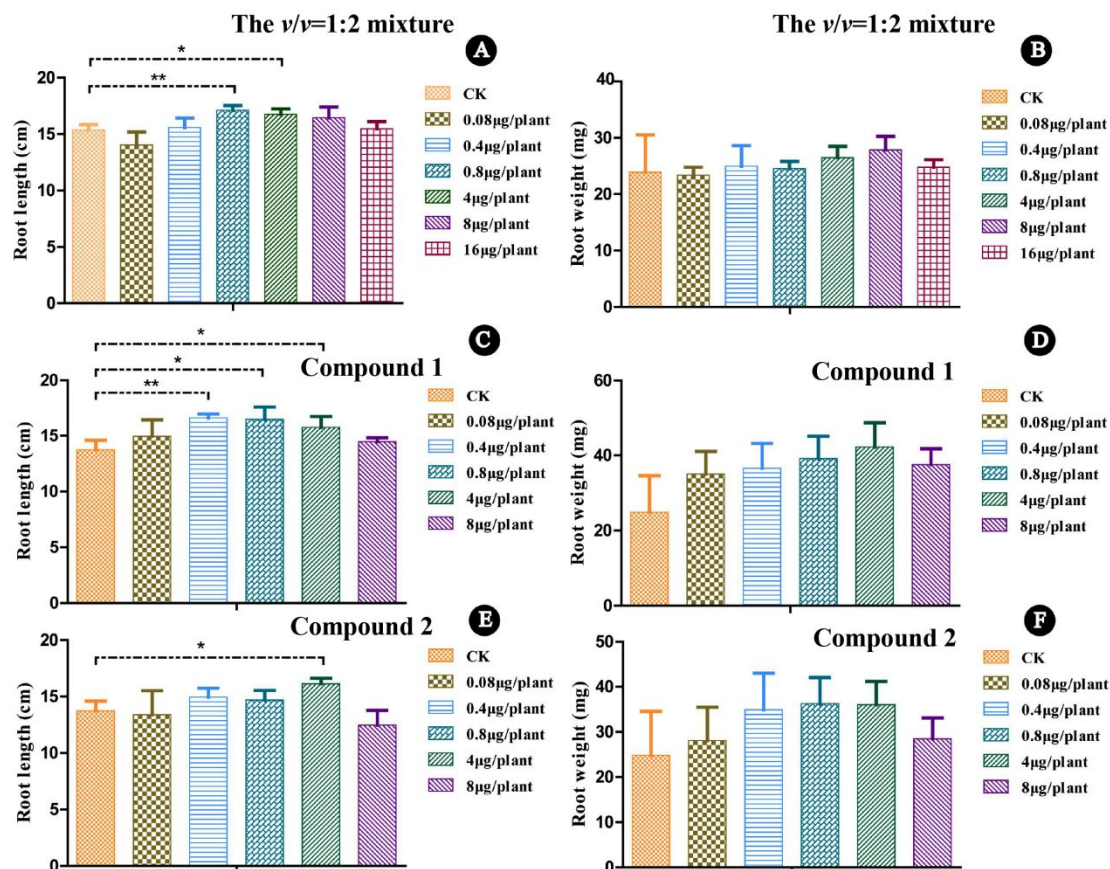 The v/v=1:2 mixture
A
*
**
Root length (cm)
20
15
10
5
0
CK
0.08µg/plant
0.4µg/plant
0.8µg/plant
4µg/plant
8µg/plant
16µg/plant
The v/v=1:2 mixture
B
Root weight (mg)
40
30
20
10
0
CK
0.08µg/plant
0.4µg/plant
0.8µg/plant
4µg/plant
8µg/plant
16µg/plant
C
Compound 1
*
*
**
Root length (cm)
20
15
10
5
0
CK
0.08µg/plant
0.4µg/plant
0.8µg/plant
4µg/plant
8µg/plant
D
Compound 1
Root weight (mg)
60
40
20
0
CK
0.08µg/plant
0.4µg/plant
0.8µg/plant
4µg/plant
8µg/plant
E
Compound 2
*
Root length (cm)
20
15
10
15
0
CK
0.08µg/plant
0.4µg/plant
0.8µg/plant
4µg/plant
8µg/plant
F
Compound 2
Root weight (mg)
50
40
30
20
30
00
CK
0.08µg/plant
0.4µg/plant
0.8µg/plant
4µg/plant
8µg/plant